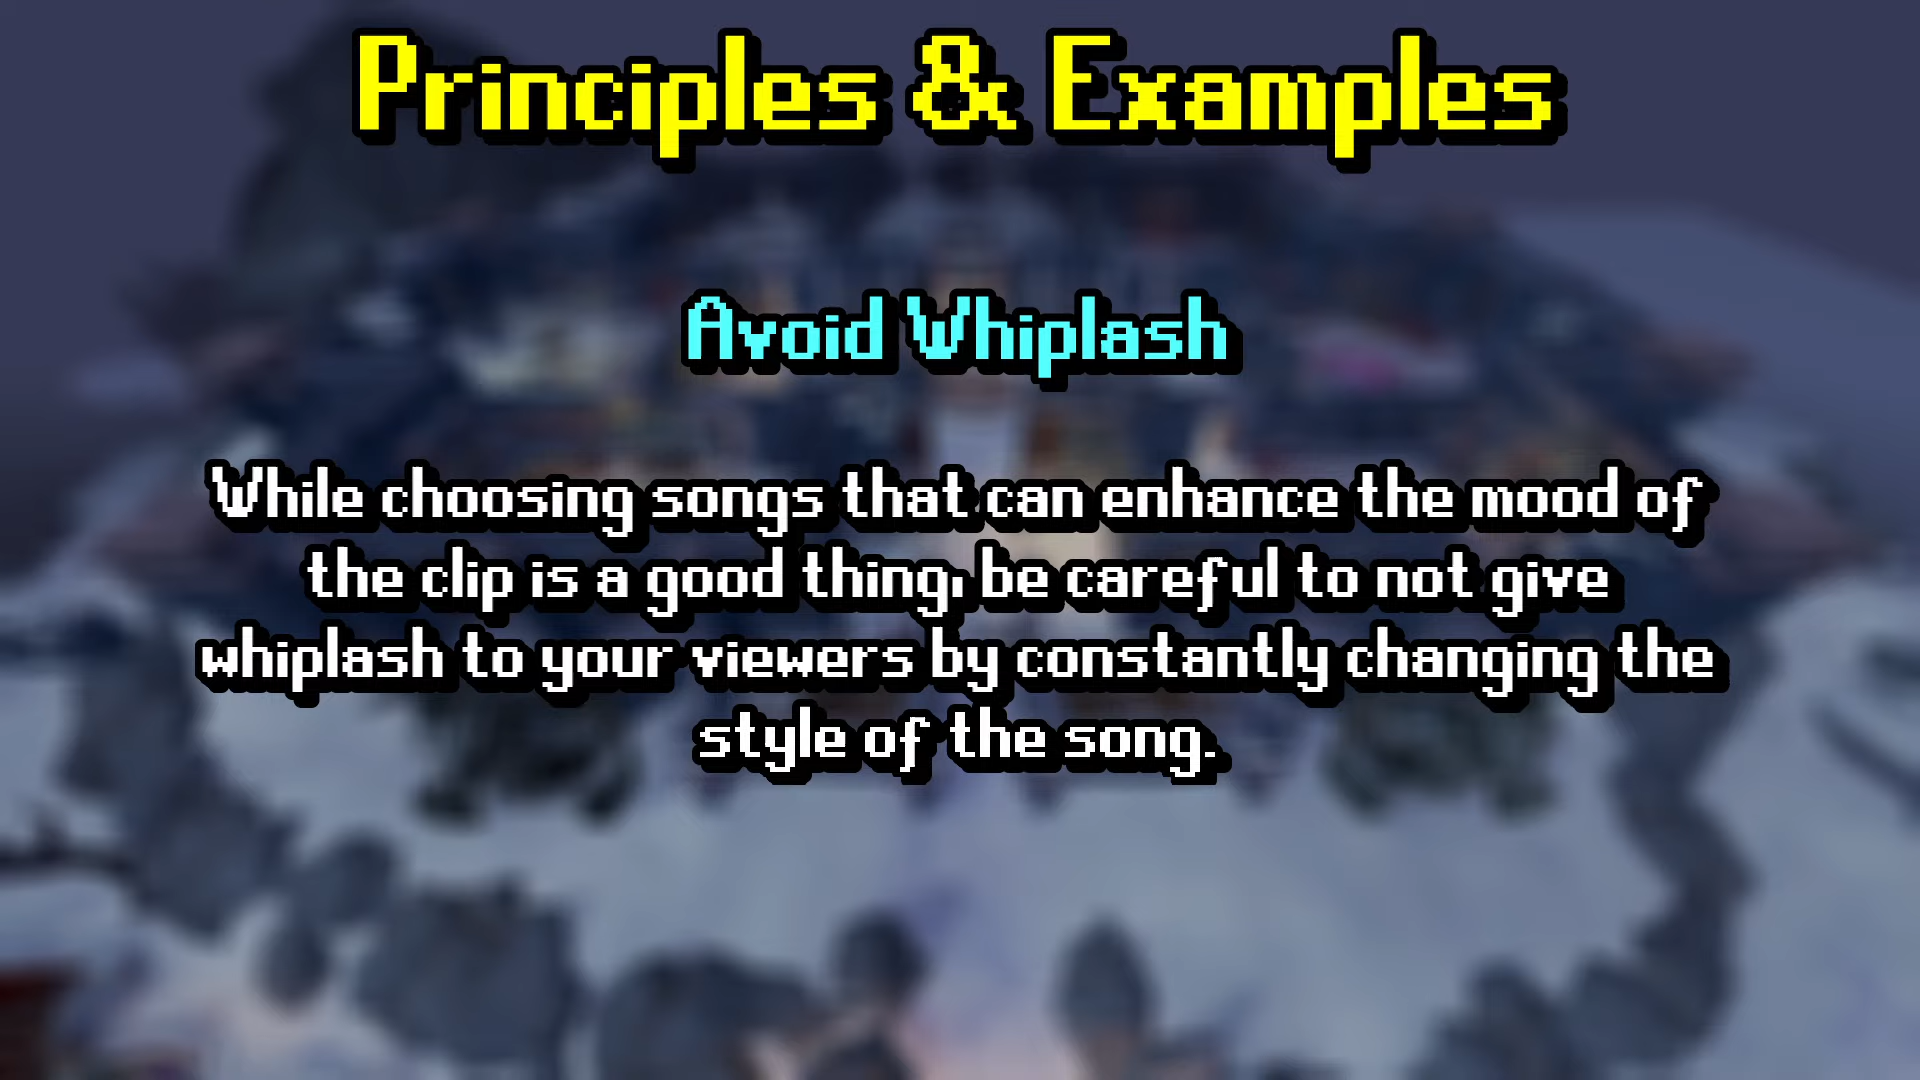 Principles & Examples
Avoid Whiplash
While choosing songs that can enhance the mood of
the clip is a good thing, be careful to not give
whiplash to your viewers by constantly changing the
style of the song.